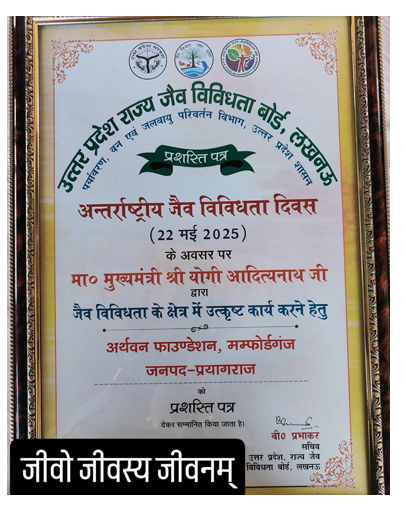 उत्तर प्रदेश राज्य जैव विविधता बोर्ड, लखनऊ
पर्यावरण, वन एवं जलवायु परिवर्तन विभाग, उत्तर प्रदेश शासन
प्रशस्ति पत्र
अन्तर्राष्ट्रीय जैव विविधता दिवस
(22 मई 2025)
के अवसर पर
मा० मुख्यमंत्री श्री योगी आदित्यनाथ जी
द्वारा
जैव विविधता के क्षेत्र में उत्कृष्ट कार्य करने हेतु
अर्थवन फाउण्डेशन, मम्फोर्डगंज
जनपद-प्रयागराज
को
प्रशस्ति पत्र
देकर सम्मानित किया जाता है।
बी० प्रभाकर
सचिव
उत्तर प्रदेश, राज्य जैव
विविधता बोर्ड, लखनऊ
जीवो जीवस्य जीवनम्